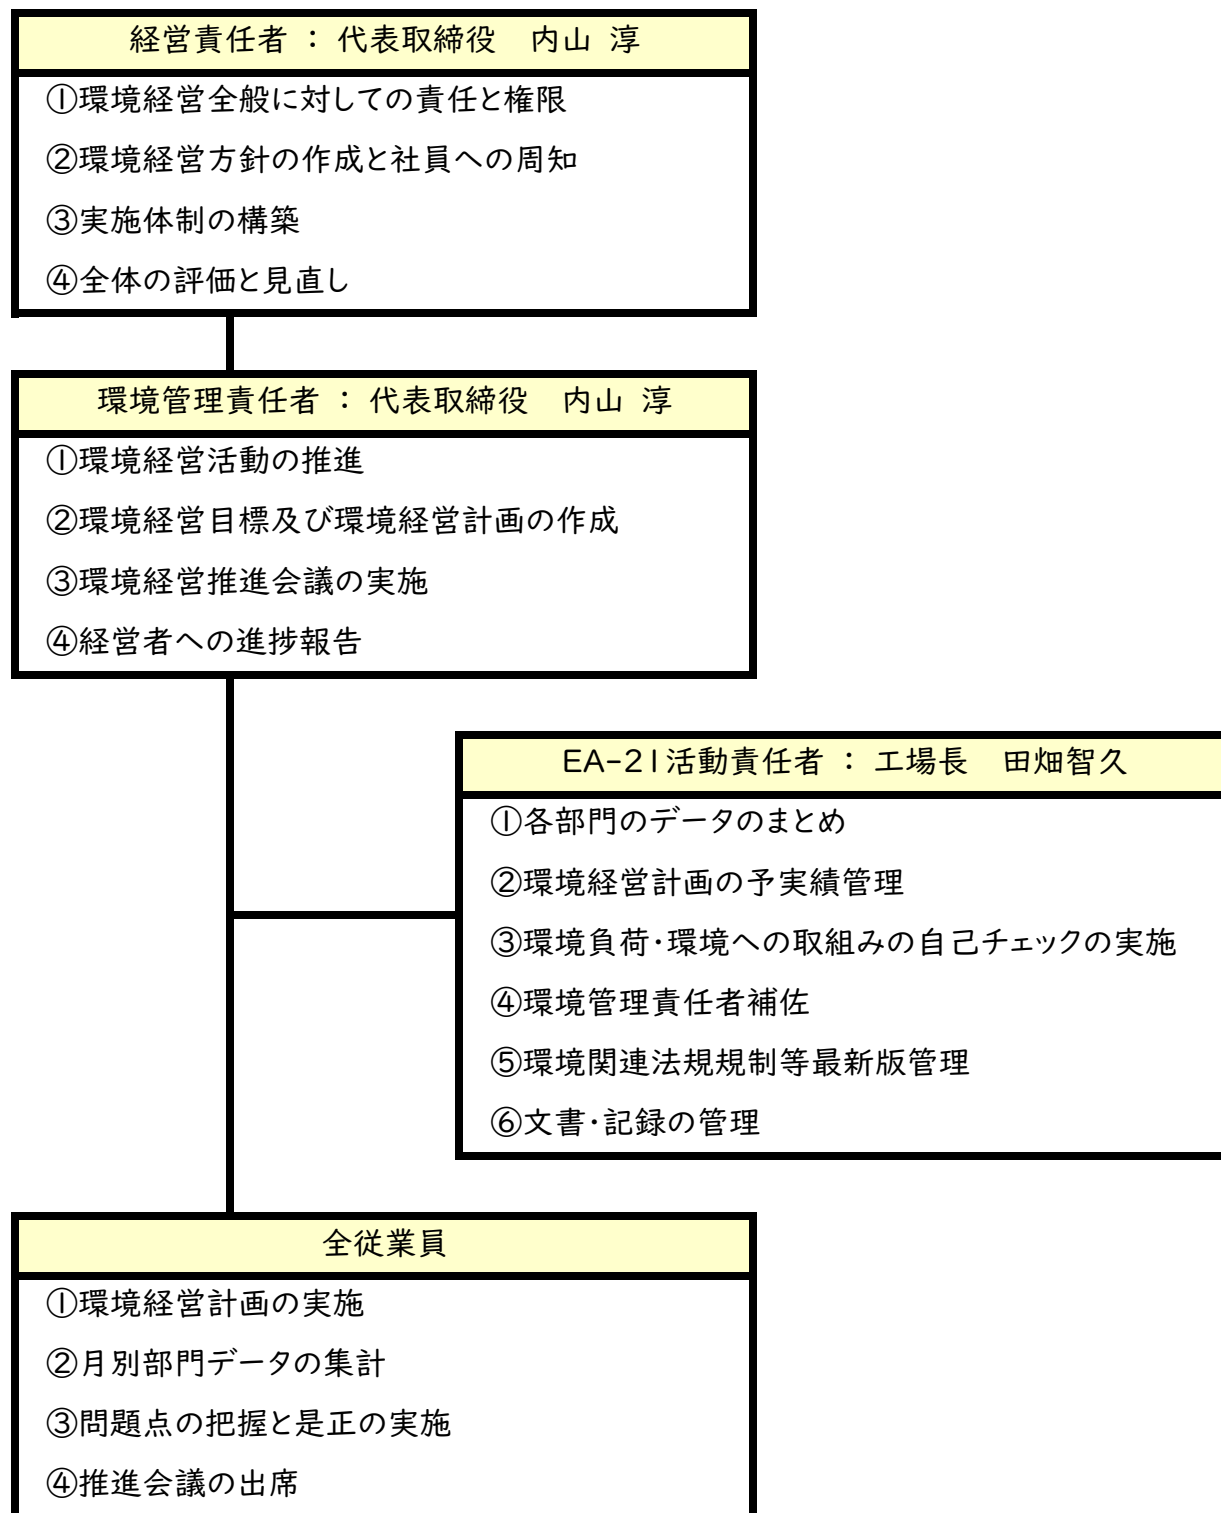 経営責任者 : 代表取締役　内山 淳
①環境経営全般に対しての責任と権限
②環境経営方針の作成と社員への周知
③実施体制の構築
④全体の評価と見直し
環境管理責任者 : 代表取締役　内山 淳
①環境経営活動の推進
②環境経営目標及び環境経営計画の作成
③環境経営推進会議の実施
④経営者への進捗報告
EA-21活動責任者 : 工場長　田畑智久
①各部門のデータのまとめ
②環境経営計画の予実績管理
③環境負荷・環境への取組みの自己チェックの実施
④環境管理責任者補佐
⑤環境関連法規規制等最新版管理
⑥文書・記録の管理
全従業員
①環境経営計画の実施
②月別部門データの集計
③問題点の把握と是正の実施
④推進会議の出席